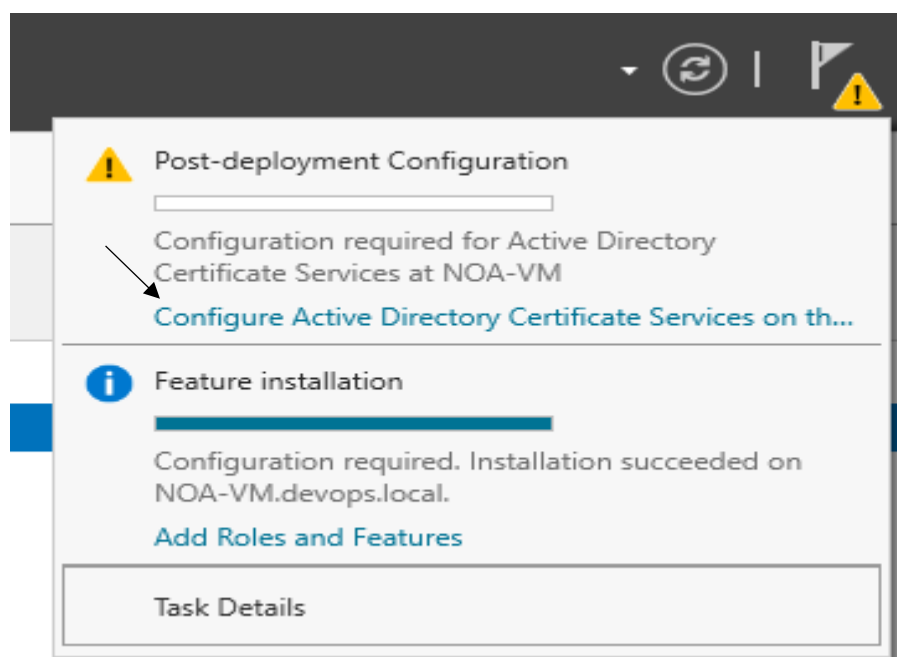 Post-deployment Configuration
Configuration required for Active Directory
Certificate Services at NOA-VM
Configure Active Directory Certificate Services on th...
Feature installation
Configuration required. Installation succeeded on
NOA-VM.devops.local.
Add Roles and Features
Task Details